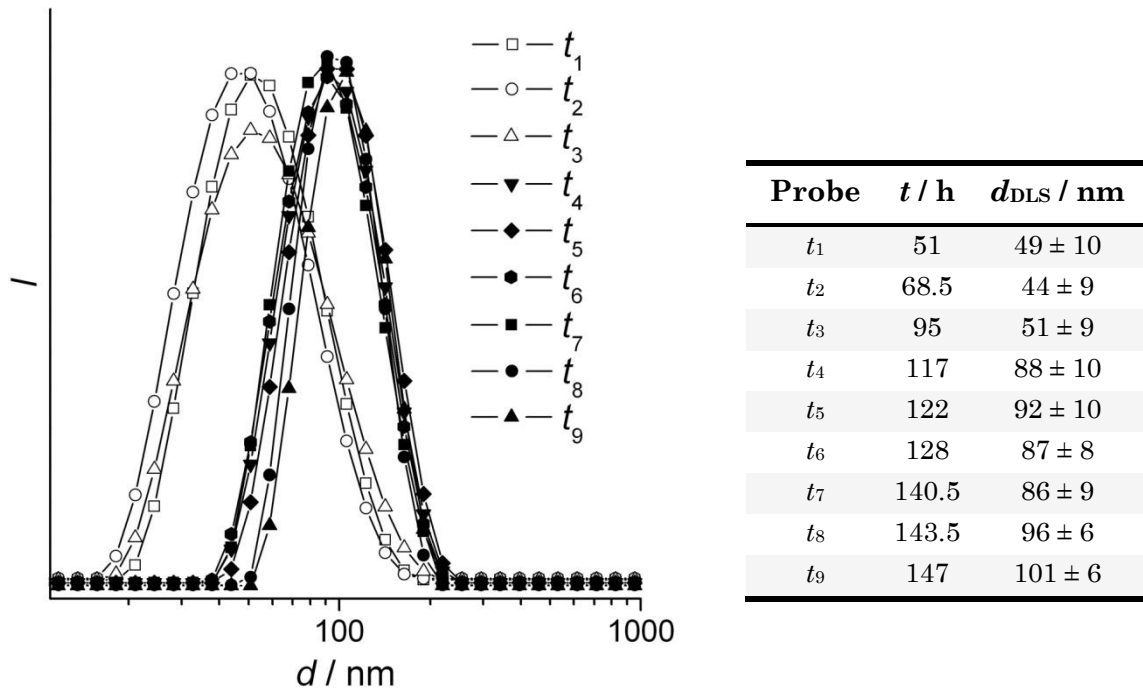 t1
t2
t3
t4
t5
t6
t7
t8
t9
I
100
1000
d / nm
Probe t / h dDLS / nm
t1 51 49 ± 10
t2 68.5 44 ± 9
t3 95 51 ± 9
t4 117 88 ± 10
t5 122 92 ± 10
t6 128 87 ± 8
t7 140.5 86 ± 9
t8 143.5 96 ± 6
t9 147 101 ± 6